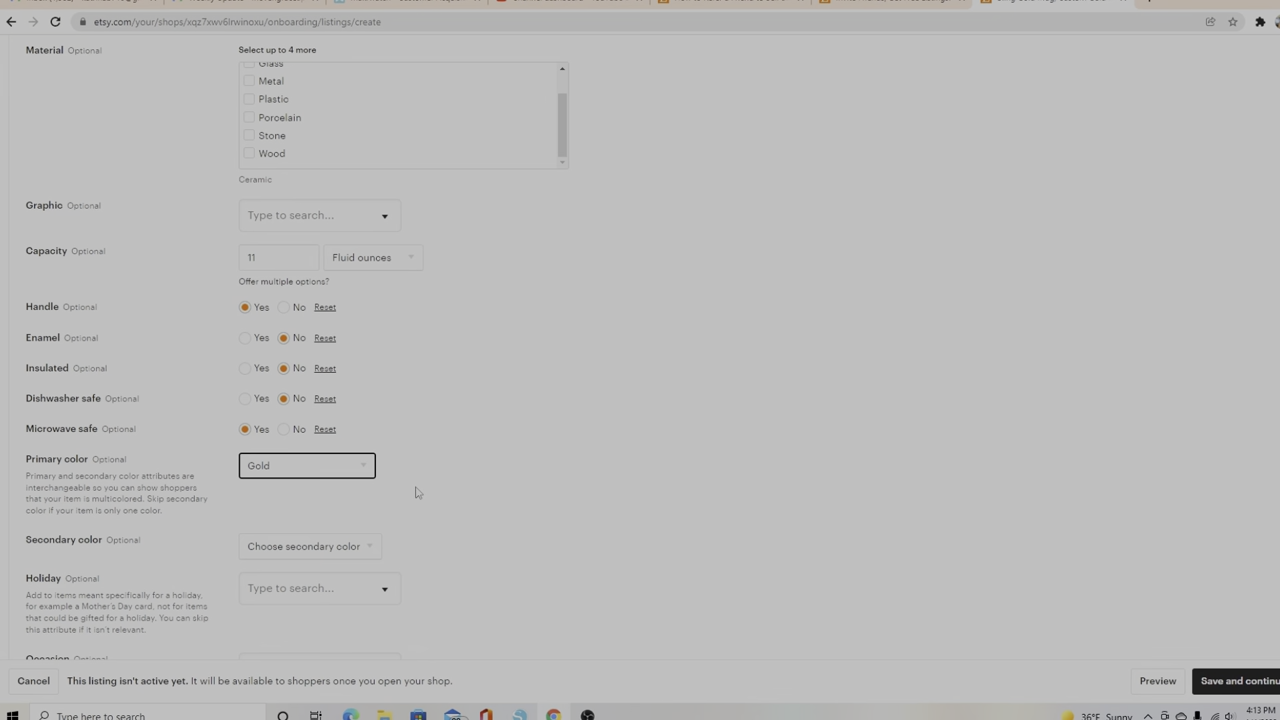 etsy.com/your/shops/xqz7xwv6lrwinoxu/onboarding/listings/create
Material Optional
Select up to 4 more
Glass
Metal
Plastic
Porcelain
Stone
Wood
Ceramic
Graphic Optional
Type to search...
Capacity Optional
11
Fluid ounces
Offer multiple options?
Handle Optional
Yes No Reset
Enamel Optional
Yes No Reset
Insulated Optional
Yes No Reset
Dishwasher safe Optional
Yes No Reset
Microwave safe Optional
Yes No Reset
Primary color Optional
Gold
Primary and secondary color attributes are
interchangeable so you can show shoppers
that your item is multicolored. Skip secondary
color if your item is only one color.
Secondary color Optional
Choose secondary color
Holiday Optional
Type to search...
Add to items meant specifically for a holiday,
for example a Mother's Day card, not for items
that could be gifted for a holiday. You can skip
this attribute if it isn't relevant.
Occasion Optional
Cancel
This listing isn't active yet. It will be available to shoppers once you open your shop.
Preview
Save and continu
Type here to search
36°F Sunny
4:13 PM